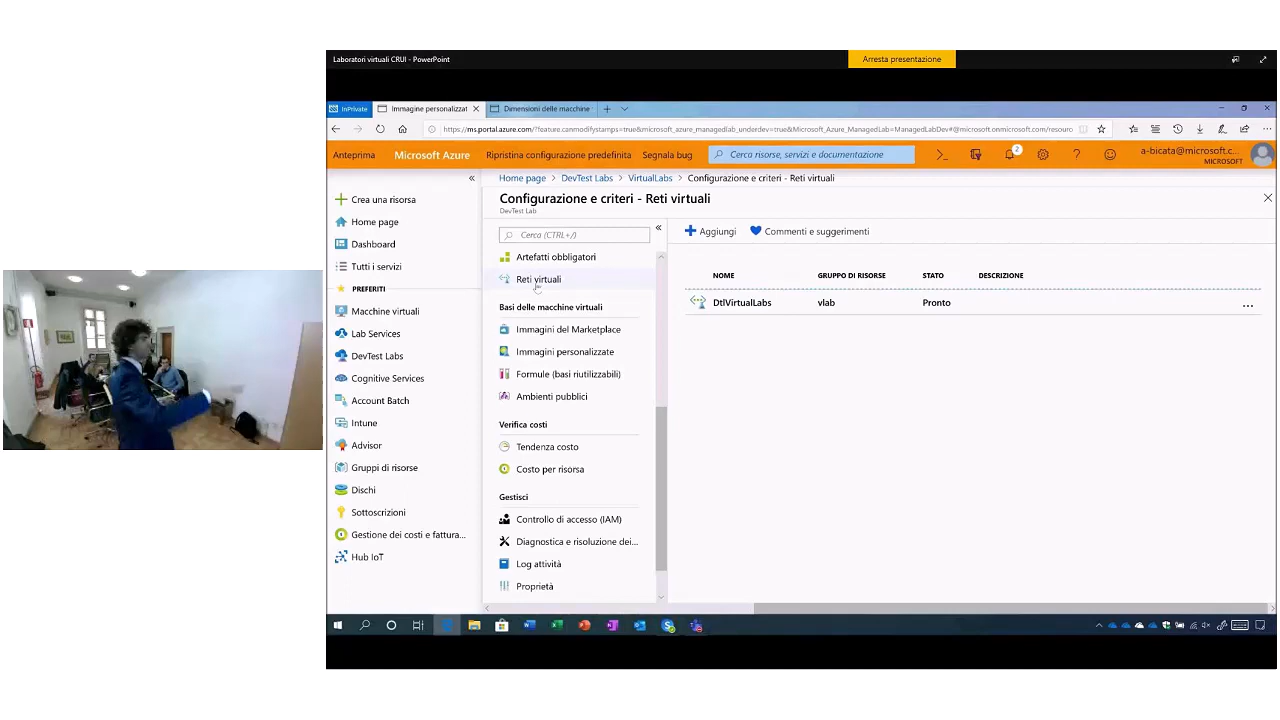 Laboratori virtuali CRUI - PowerPoint
Arresta presentazione
InPrivate
Immagine personalizzat
Dimensioni delle macchine
https://ms.portal.azure.com/?feature.canmodifystamps=true&microsoft_azure_managedlab_underdev=true&Microsoft_Azure_ManagedLab=ManagedLabDev#@microsoft.onmicrosoft.com/resourc
Anteprima
Microsoft Azure
Ripristina configurazione predefinita
Segnala bug
Cerca risorse, servizi e documentazione
2
a-bicata@microsoft.c...
MICROSOFT
Crea una risorsa
Home page
Dashboard
Tutti i servizi
PREFERITI
Macchine virtuali
Lab Services
DevTest Labs
Cognitive Services
Account Batch
Intune
Advisor
Gruppi di risorse
Dischi
Sottoscrizioni
Gestione dei costi e fattura...
Hub IoT
Home page > DevTest Labs > VirtualLabs > Configurazione e criteri - Reti virtuali
Configurazione e criteri - Reti virtuali
DevTest Lab
Cerca (CTRL+/)
Artefatti obbligatori
Reti virtuali
Basi delle macchine virtuali
Immagini del Marketplace
Immagini personalizzate
Formule (basi riutilizzabili)
Ambienti pubblici
Verifica costi
Tendenza costo
Costo per risorsa
Gestisci
Controllo di accesso (IAM)
Diagnostica e risoluzione dei...
Log attività
Proprietà
Aggiungi
Commenti e suggerimenti
NOME GRUPPO DI RISORSE STATO DESCRIZIONE
DtlVirtualLabs vlab Pronto